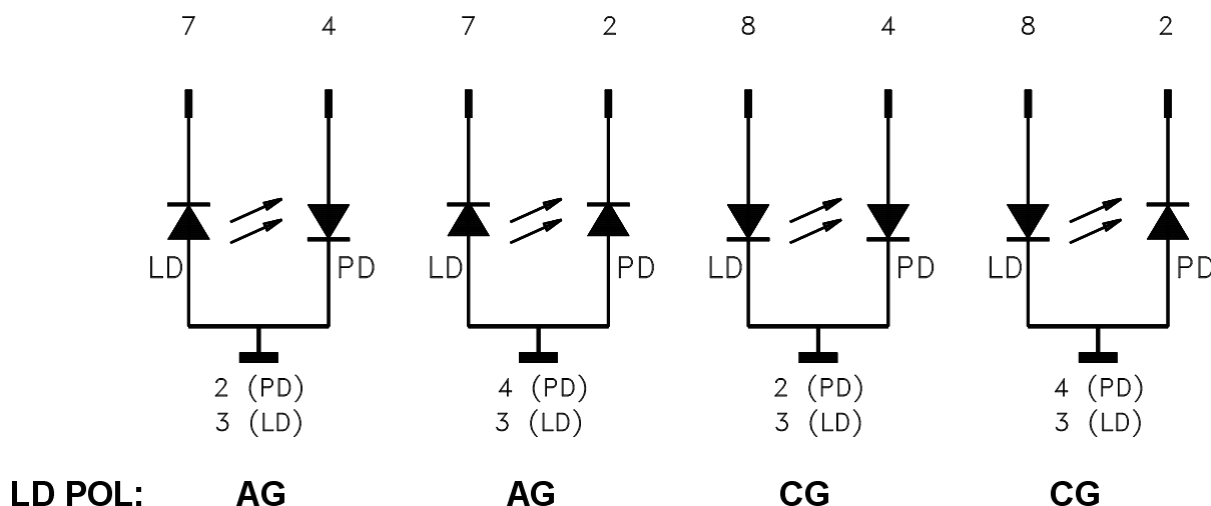 7 4 7 2 8 4 8 2
LD PD LD PD LD PD LD PD
2 (PD) 4 (PD) 2 (PD) 4 (PD)
3 (LD) 3 (LD) 3 (LD) 3 (LD)
LD POL: AG AG CG CG